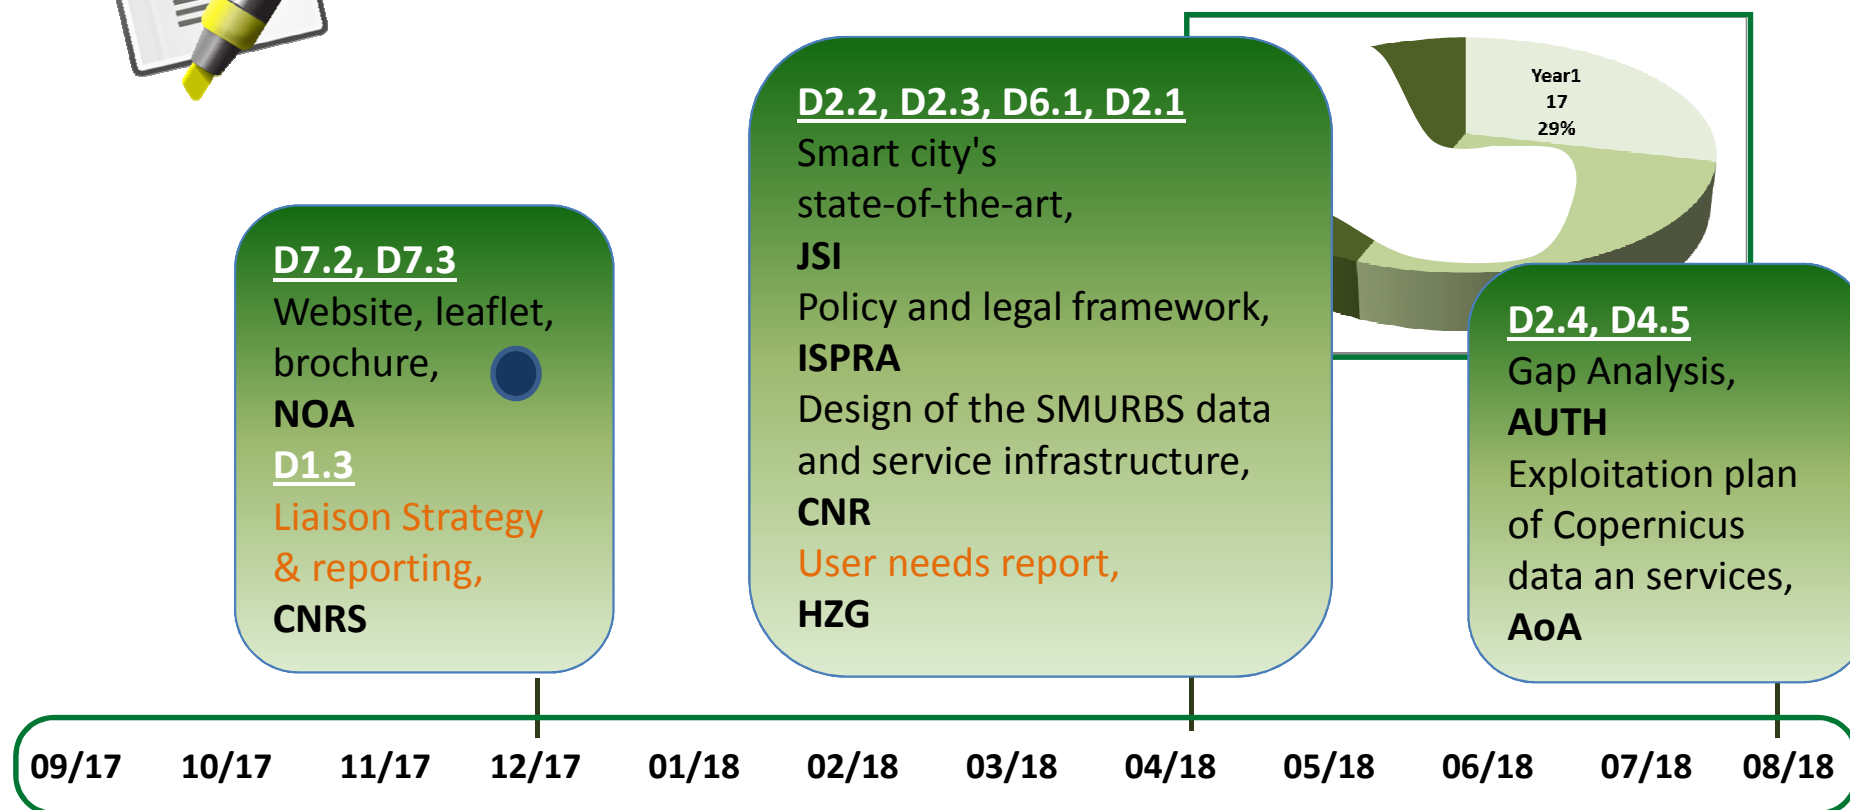 Year1
17
29%
D7.2, D7.3
Website, leaflet,
brochure,
NOA
D1.3
Liaison Strategy
& reporting,
CNRS
D2.2, D2.3, D6.1, D2.1
Smart city's
state-of-the-art,
JSI
Policy and legal framework,
ISPRA
Design of the SMURBS data
and service infrastructure,
CNR
User needs report,
HZG
D2.4, D4.5
Gap Analysis,
AUTH
Exploitation plan
of Copernicus
data an services,
AoA
09/17 10/17 11/17 12/17 01/18 02/18 03/18 04/18 05/18 06/18 07/18 08/18